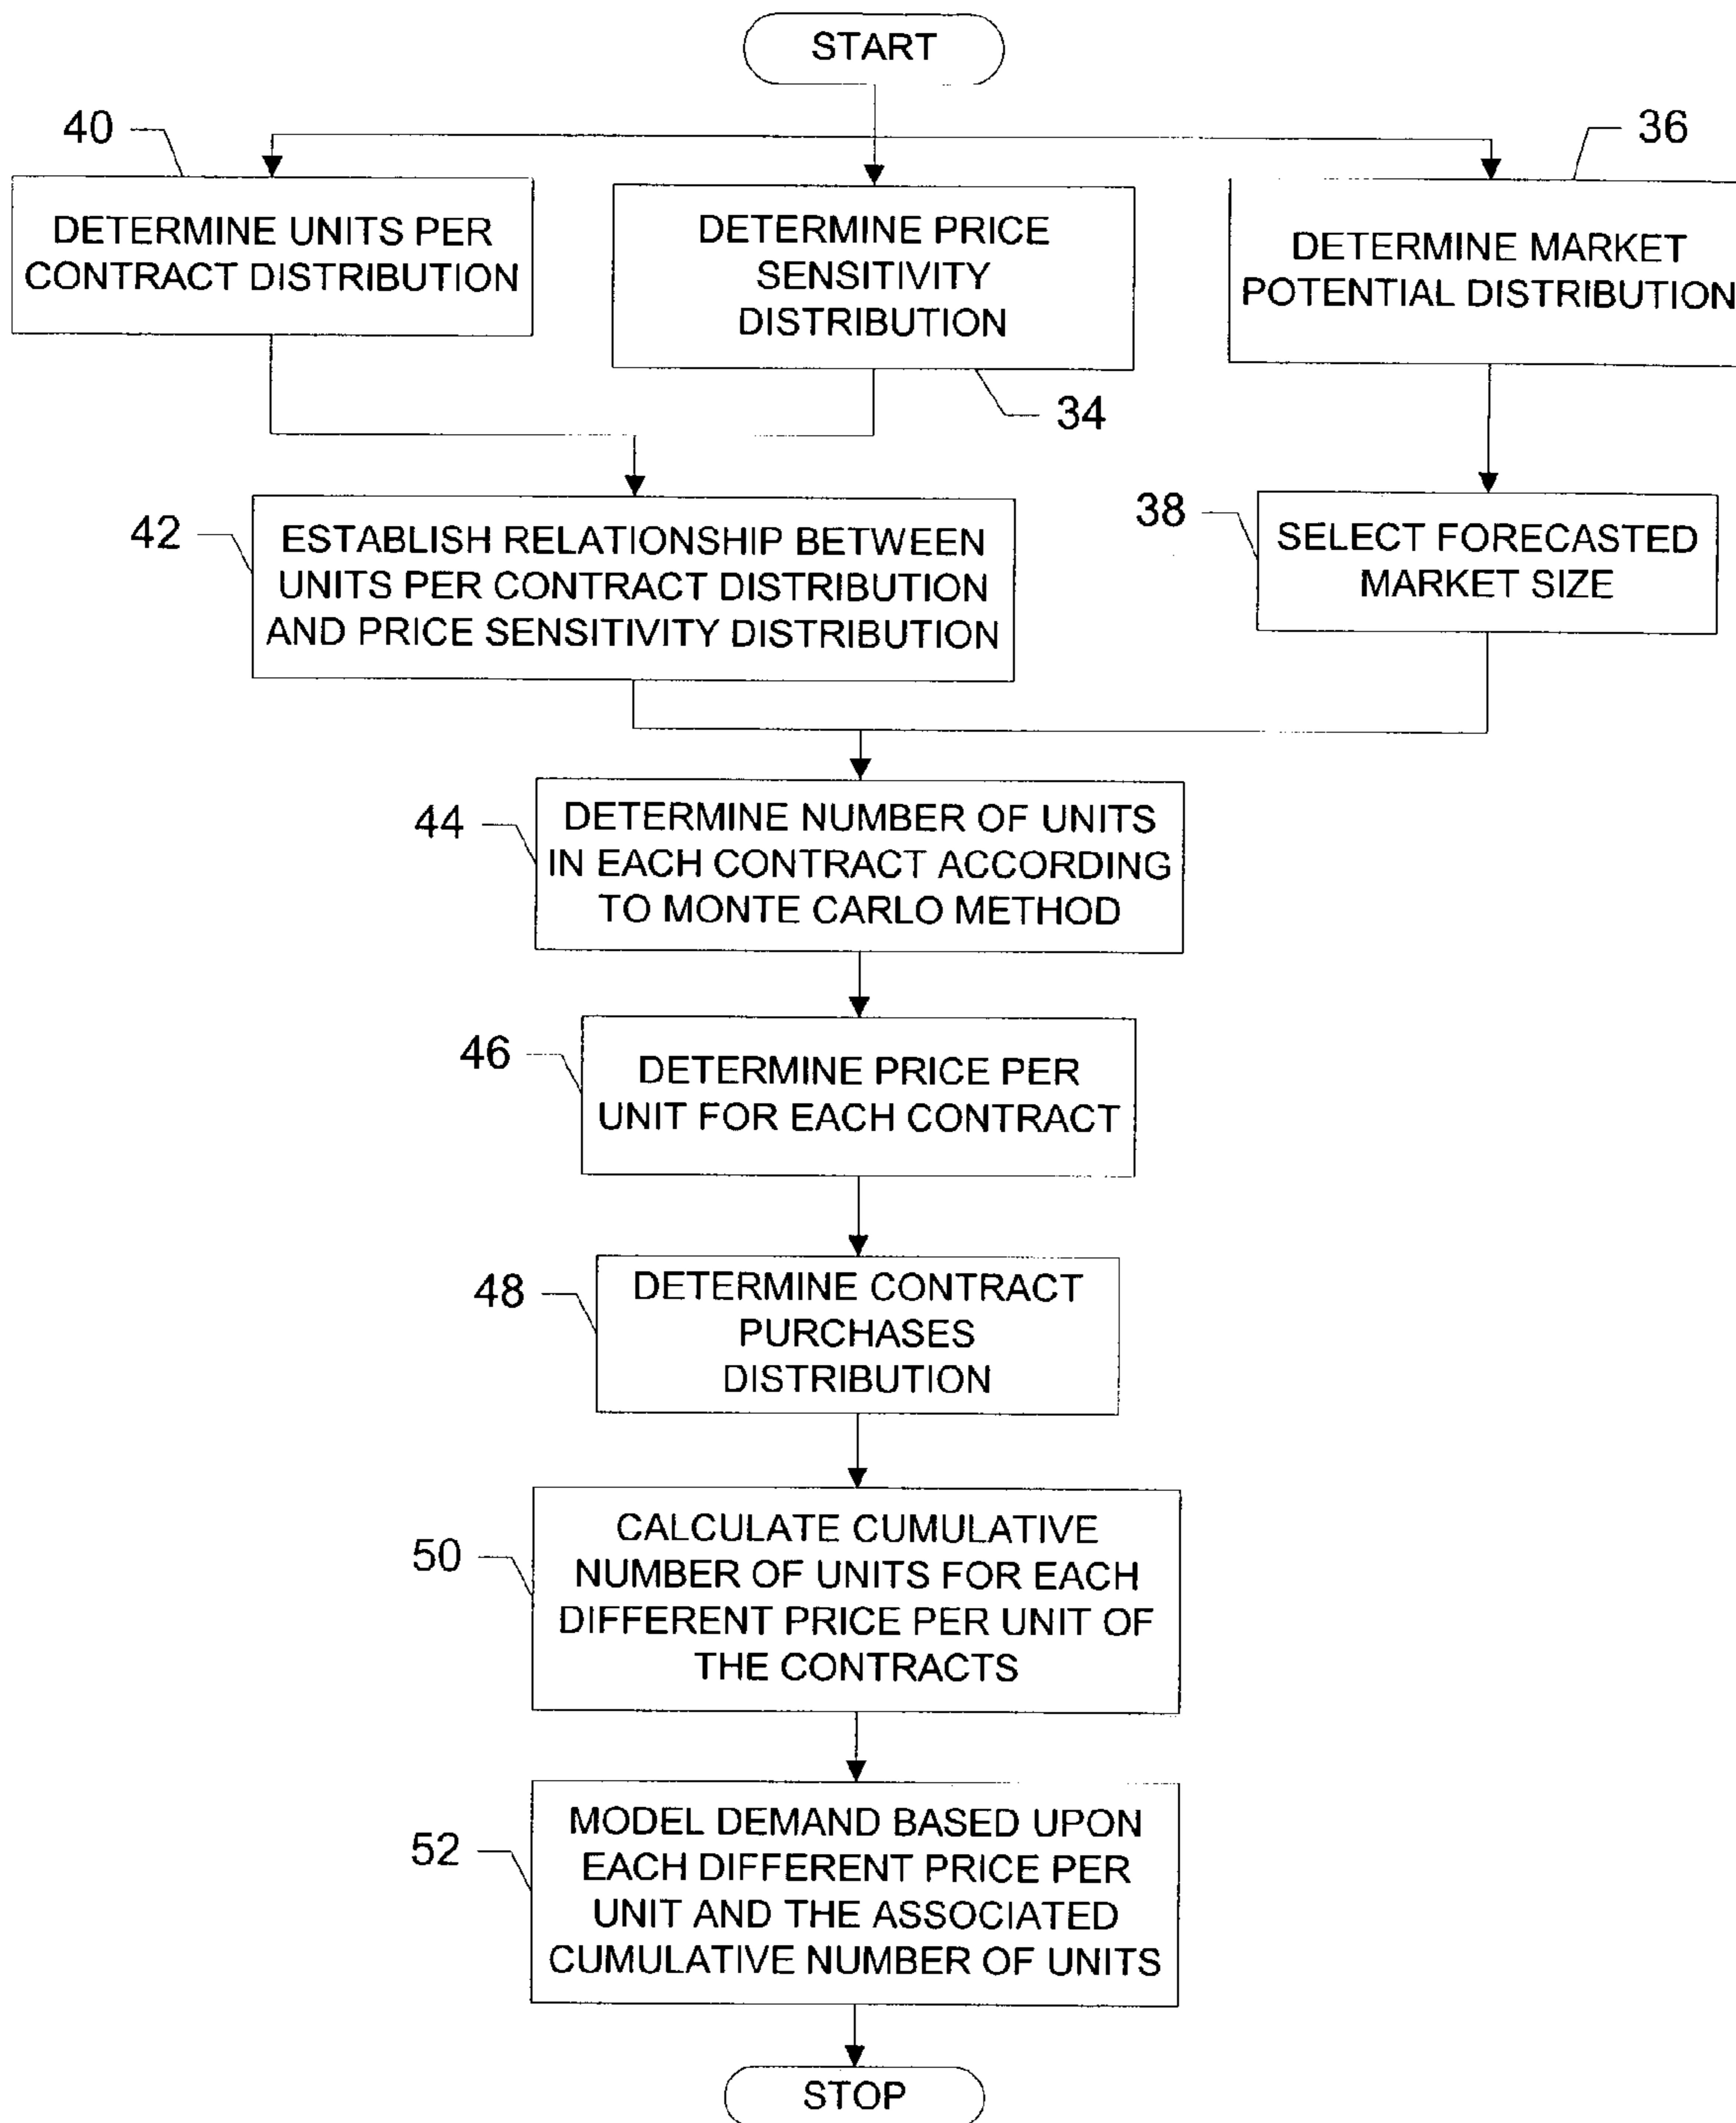 START
40
36
DETERMINE UNITS PER
CONTRACT DISTRIBUTION
DETERMINE PRICE
SENSITIVITY
DISTRIBUTION
DETERMINE MARKET
POTENTIAL DISTRIBUTION
34
42
ESTABLISH RELATIONSHIP BETWEEN
UNITS PER CONTRACT DISTRIBUTION
AND PRICE SENSITIVITY DISTRIBUTION
38
SELECT FORECASTED
MARKET SIZE
44
DETERMINE NUMBER OF UNITS
IN EACH CONTRACT ACCORDING
TO MONTE CARLO METHOD
46
DETERMINE PRICE PER
UNIT FOR EACH CONTRACT
48
DETERMINE CONTRACT
PURCHASES
DISTRIBUTION
50
CALCULATE CUMULATIVE
NUMBER OF UNITS FOR EACH
DIFFERENT PRICE PER UNIT OF
THE CONTRACTS
52
MODEL DEMAND BASED UPON
EACH DIFFERENT PRICE PER
UNIT AND THE ASSOCIATED
CUMULATIVE NUMBER OF UNITS
STOP